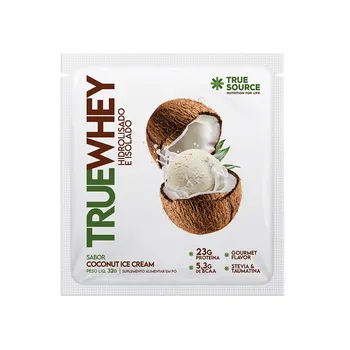 TRUE
SOURCE
NUTRITION FOR LIFE
TRUEWHEY
HIDROLISADO
E ISOLADO
SABOR
COCONUT ICE CREAM
PESO LIQ. 32G | SUPLEMENTO ALIMENTAR EM PÓ
23G
PROTEÍNA
5.3G
DE BCAA
GOURMET
FLAVOR
STEVIA &
TAUMATINA